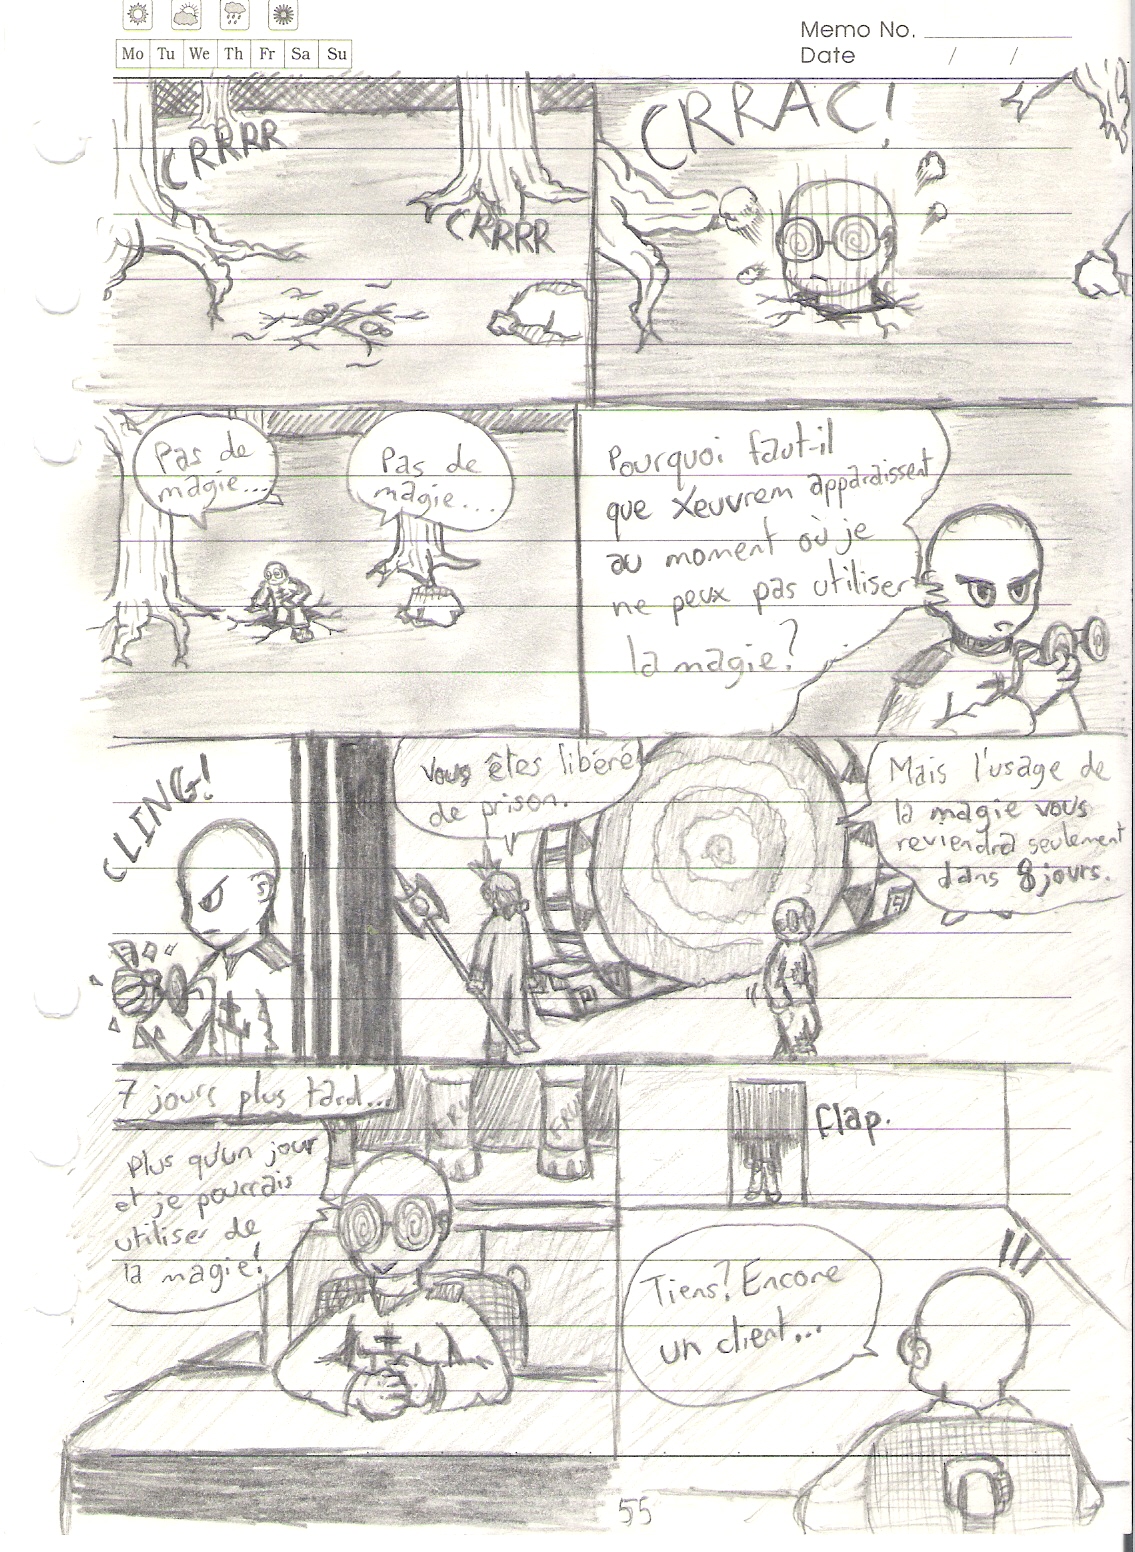 Mo Tu We Th Fr Sa Su
Memo No.
Date / /
CRRRR
CRRRR
CRRAC!
Pas de
magie...
Pas de
magie...
Pourquoi faut-il
que Xeuvrem apparaissent
au moment où je
ne peux pas utiliser
la magie?
CLING!
Vous êtes libéré
de prison.
Mais l'usage de
la magie vous
reviendra seulement
dans 8 jours.
7 jours plus tard...
Plus qu'un jour
et je pourrais
utiliser de
la magie!
Flap.
Tiens? Encore
un client...
!!!
55